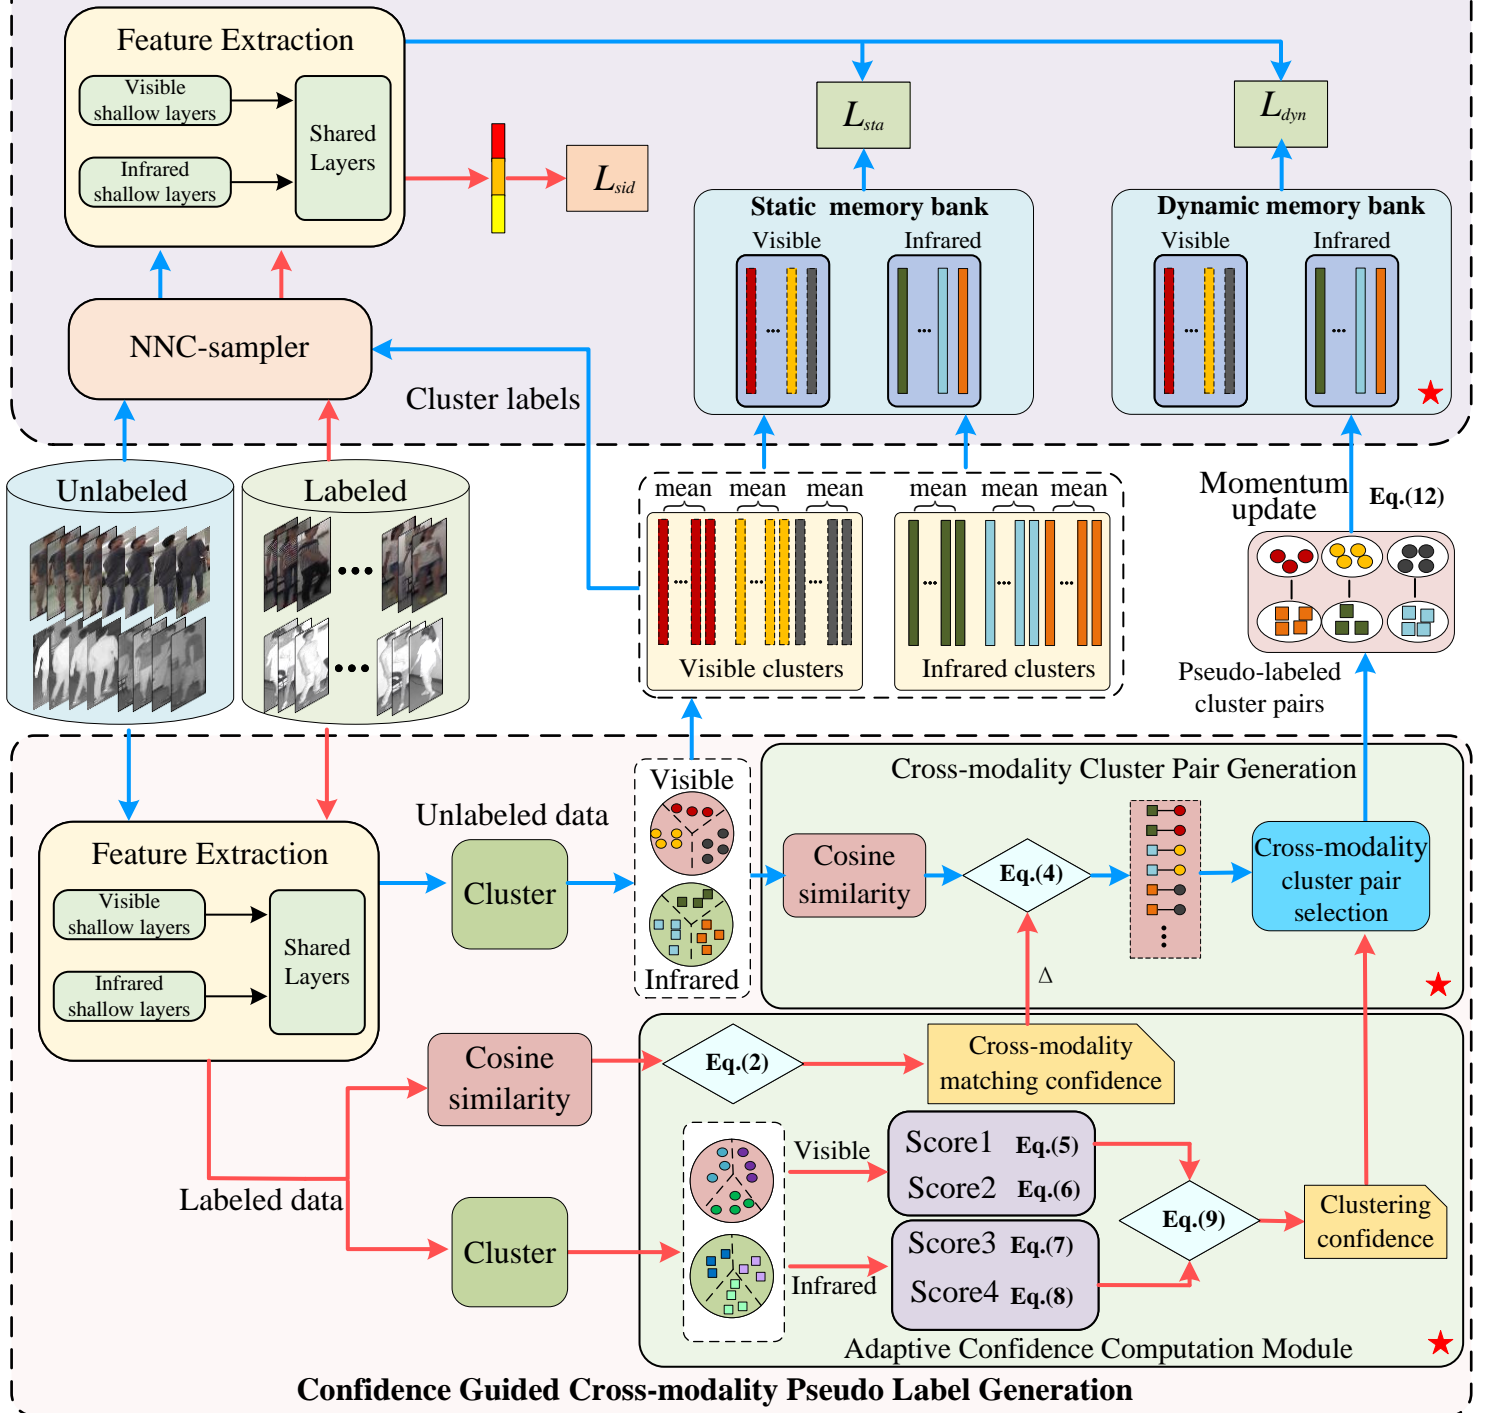 Feature Extraction
Visible
shallow layers
Infrared
shallow layers
Shared
Layers
L sid
L sta
L dyn
Static memory bank
Visible
Infrared
...
...
Dynamic memory bank
Visible
Infrared
...
...
NNC-sampler
Cluster labels
Unlabeled
Labeled
...
...
mean
mean
mean
mean
mean
mean
...
...
...
...
Visible clusters
Infrared clusters
Momentum
update
Eq.(12)
Pseudo-labeled
cluster pairs
Feature Extraction
Visible
shallow layers
Infrared
shallow layers
Shared
Layers
Unlabeled data
Cluster
Visible
Infrared
Cross-modality Cluster Pair Generation
Cosine
similarity
Eq.(4)
Δ
Cross-modality
cluster pair
selection
Labeled data
Cosine
similarity
Cluster
Eq.(2)
Cross-modality
matching confidence
Visible
Infrared
Score1 Eq.(5)
Score2 Eq.(6)
Score3 Eq.(7)
Score4 Eq.(8)
Eq.(9)
Clustering
confidence
Adaptive Confidence Computation Module
Confidence Guided Cross-modality Pseudo Label Generation